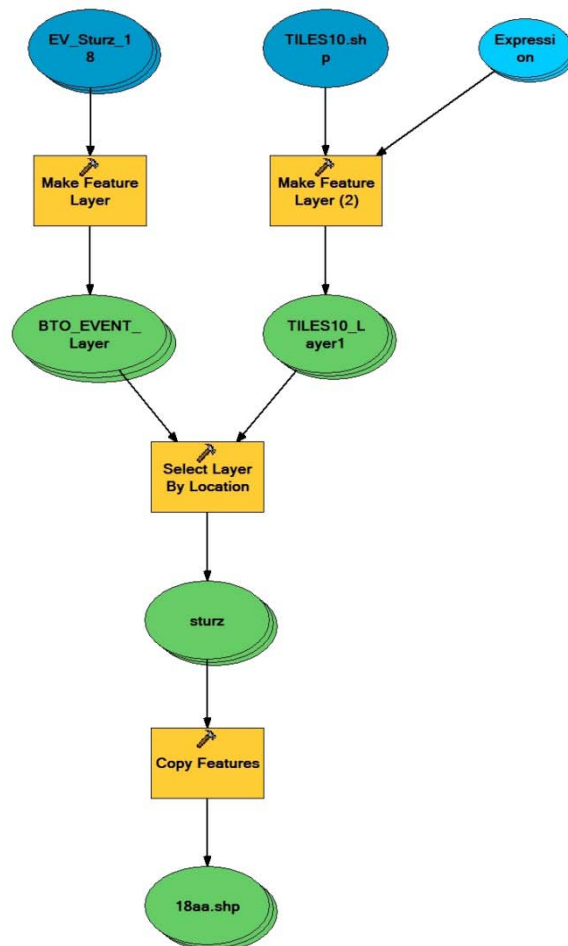 EV_Sturz_1
8
TILES10.sh
p
Expressi
on
Make Feature
Layer
Make Feature
Layer (2)
BTO_EVENT_
Layer
TILES10_L
ayer1
Select Layer
By Location
sturz
Copy Features
18aa.shp